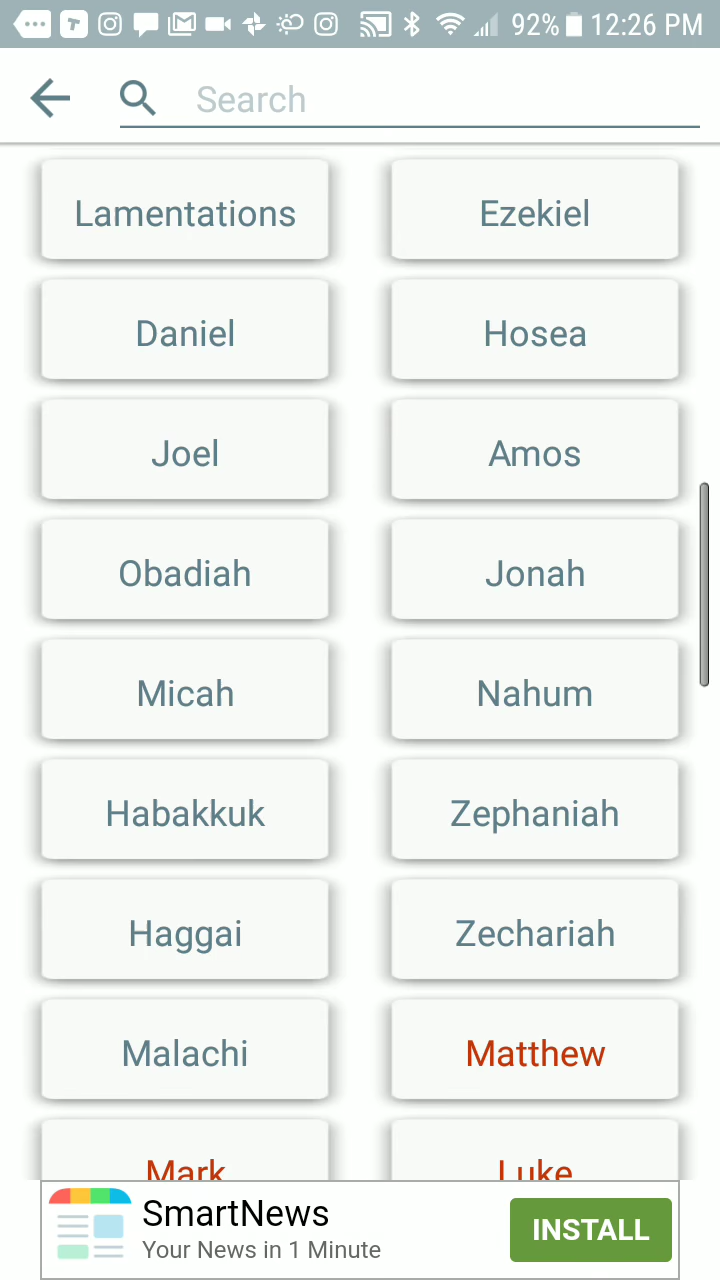 92% 12:26 PM
Search
Lamentations Ezekiel
Daniel Hosea
Joel Amos
Obadiah Jonah
Micah Nahum
Habakkuk Zephaniah
Haggai Zechariah
Malachi Matthew
Mark Luke
SmartNews
Your News in 1 Minute
INSTALL